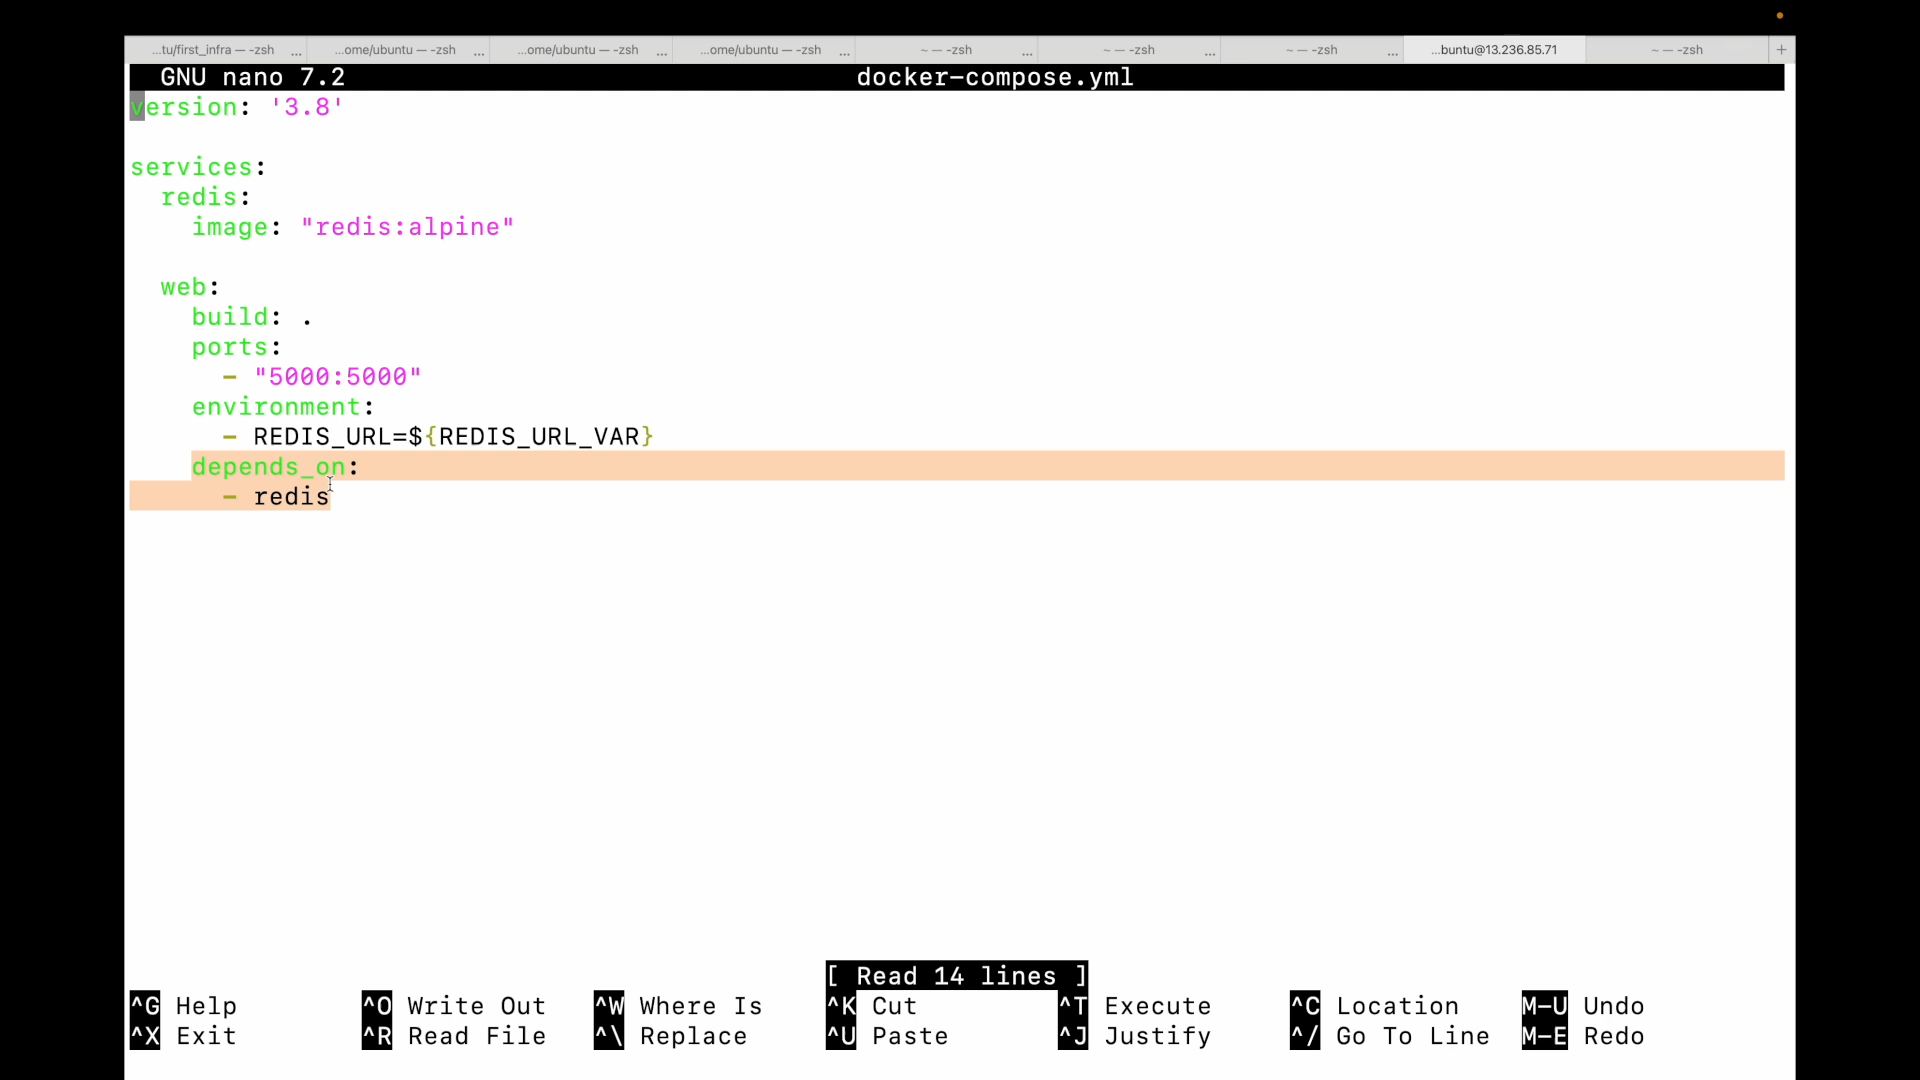 ...tu/first_infra — -zsh ... ...ome/ubuntu — -zsh ... ...ome/ubuntu — -zsh ... ...ome/ubuntu — -zsh ... ~ — -zsh ... ~ — -zsh ... ~ — -zsh ... ...buntu@13.236.85.71 ~ — -zsh +
GNU nano 7.2 docker-compose.yml
version: '3.8'
services:
  redis:
    image: "redis:alpine"
  web:
    build: .
    ports:
      - "5000:5000"
    environment:
      - REDIS_URL=${REDIS_URL_VAR}
    depends_on:
      - redis
[ Read 14 lines ]
^G Help ^O Write Out ^W Where Is ^K Cut ^T Execute ^C Location M-U Undo
^X Exit ^R Read File ^\ Replace ^U Paste ^J Justify ^/ Go To Line M-E Redo